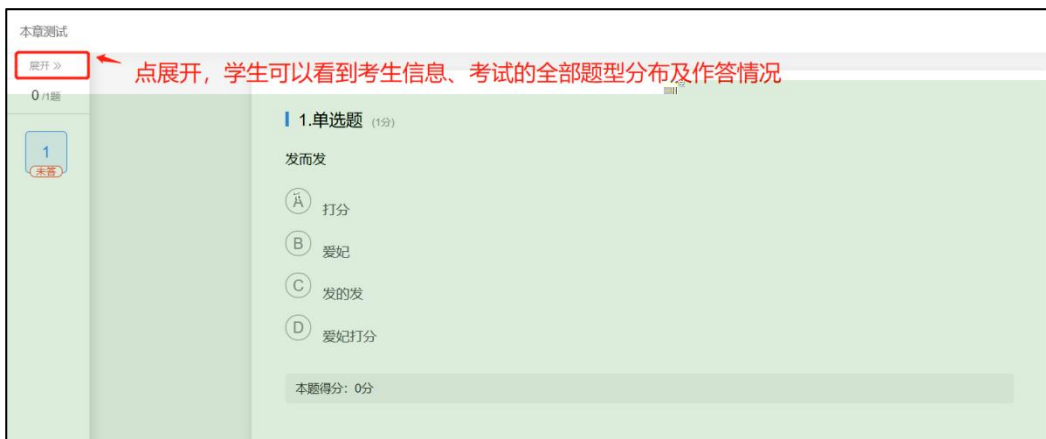 本章测试
展开 »
点展开，学生可以看到考生信息、考试的全部题型分布及作答情况
0 /1题
1
未答
1.单选题 (1分)
发而发
A 打分
B 爱妃
C 发的发
D 爱妃打分
本题得分：0分